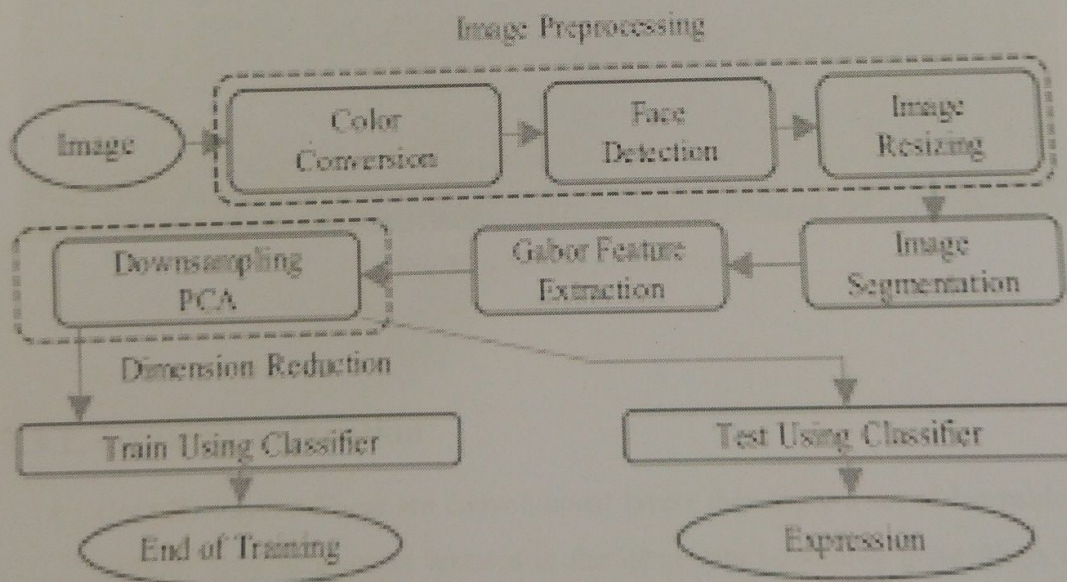 Image Preprocessing
Image
Color
Conversion
Face
Detection
Image
Resizing
Image
Segmentation
Gabor Feature
Extraction
Downsampling
PCA
Dimension Reduction
Train Using Classifier
Test Using Classifier
End of Training
Expression